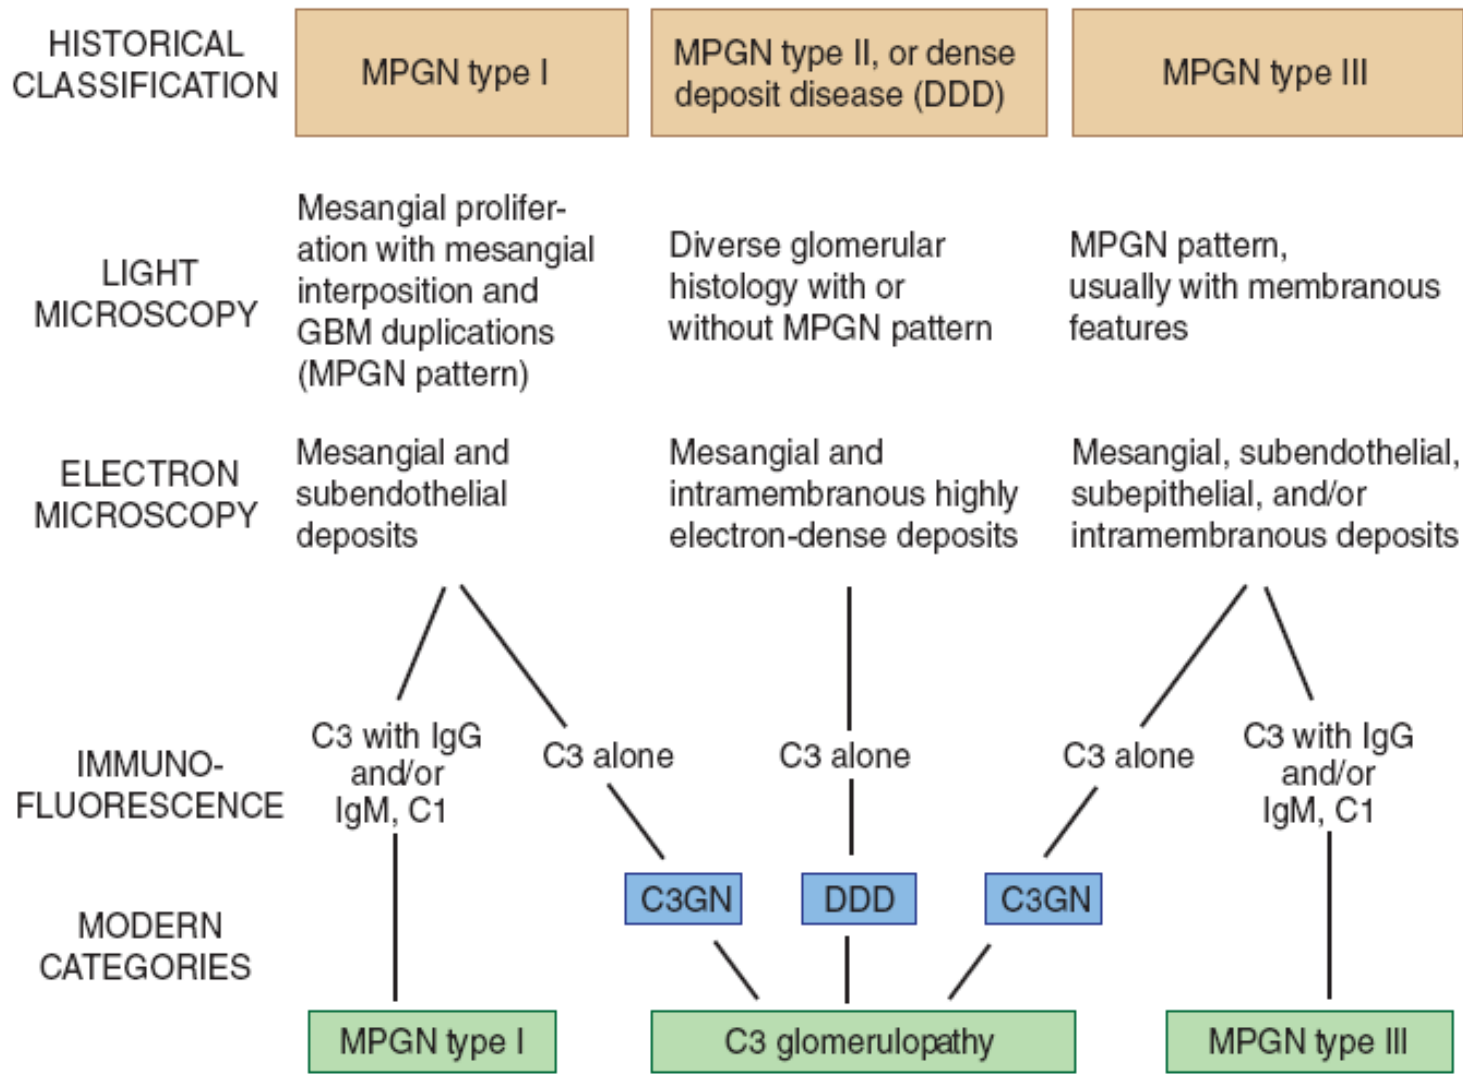 HISTORICAL
CLASSIFICATION
MPGN type I
MPGN type II, or dense
deposit disease (DDD)
MPGN type III
LIGHT
MICROSCOPY
Mesangial prolifer-
ation with mesangial
interposition and
GBM duplications
(MPGN pattern)
Diverse glomerular
histology with or
without MPGN pattern
MPGN pattern,
usually with membranous
features
ELECTRON
MICROSCOPY
Mesangial and
subendothelial
deposits
Mesangial and
intramembranous highly
electron-dense deposits
Mesangial, subendothelial,
subepithelial, and/or
intramembranous deposits
IMMUNO-
FLUORESCENCE
C3 with IgG
and/or
IgM, C1
C3 alone
C3 alone
C3 alone
C3 with IgG
and/or
IgM, C1
MODERN
CATEGORIES
C3GN
DDD
C3GN
MPGN type I
C3 glomerulopathy
MPGN type III